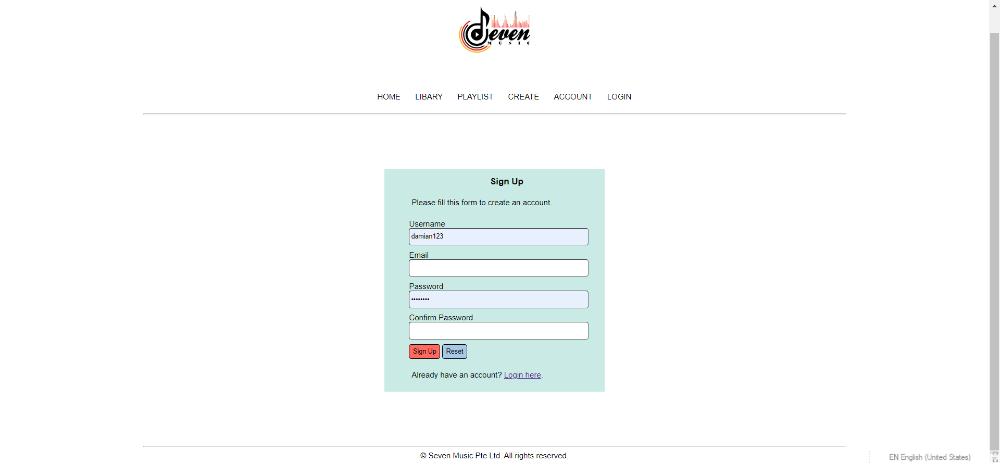 even
MUSIC
HOME LIBARY PLAYLIST CREATE ACCOUNT LOGIN
Sign Up
Please fill this form to create an account.
Username
damian123
Email
Password
••••••••
Confirm Password
Sign Up Reset
Already have an account? Login here.
© Seven Music Pte Ltd. All rights reserved.
EN English (United States)